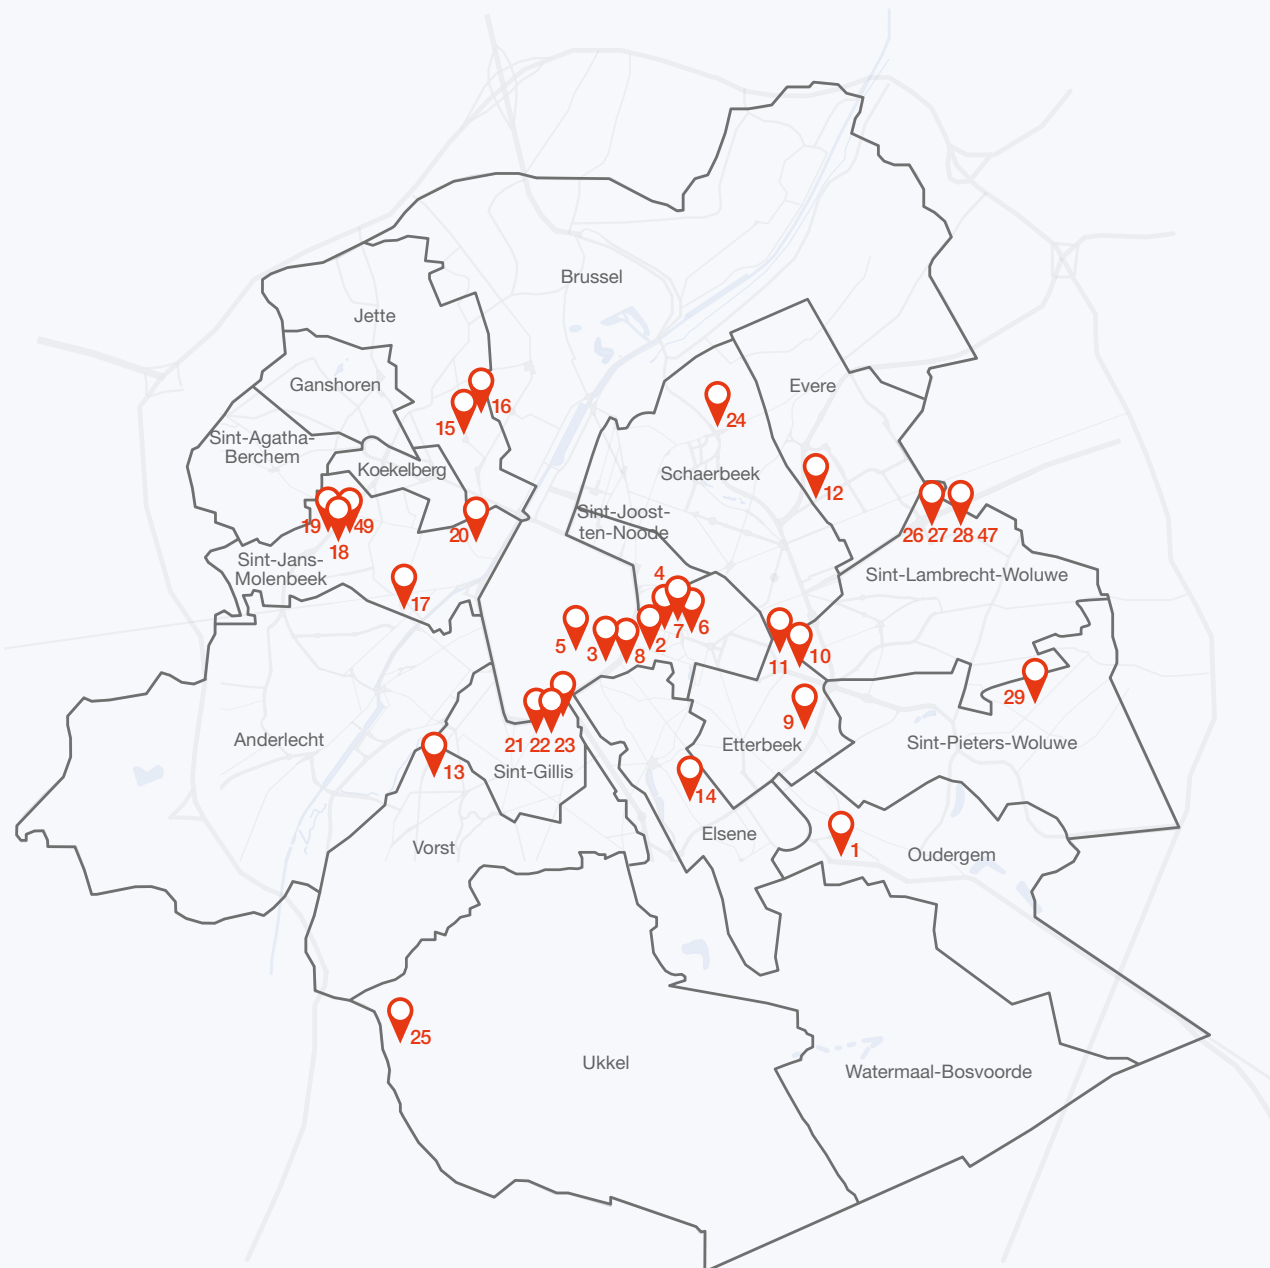 Brussel
Jette
Ganshoren
Evere
16
15
24
Sint-Agatha-
Berchem
Koekelberg
Schaerbeek
12
19
49
18
20
Sint-Joost-
ten-Noode
26 27 28 47
Sint-Jans-
Molenbeek
17
Sint-Lambrecht-Woluwe
4
5
3
8
2
7
6
11
10
29
9
Anderlecht
21 22 23
13
Sint-Gillis
Etterbeek
Sint-Pieters-Woluwe
14
Vorst
Elsene
1
Oudergem
25
Ukkel
Watermaal-Bosvoorde